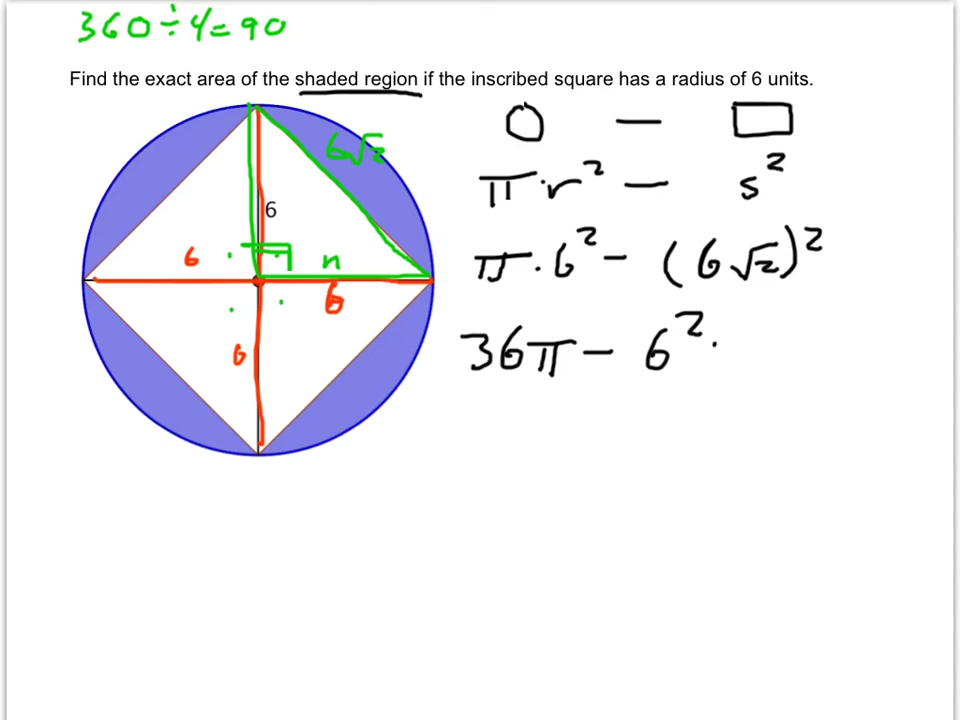 360÷4=90
Find the exact area of the shaded region if the inscribed square has a radius of 6 units.
○ − □
π·r² − s²
π·6² − (6√2)²
36π − 6²·
6√2
6
6 n
6
6